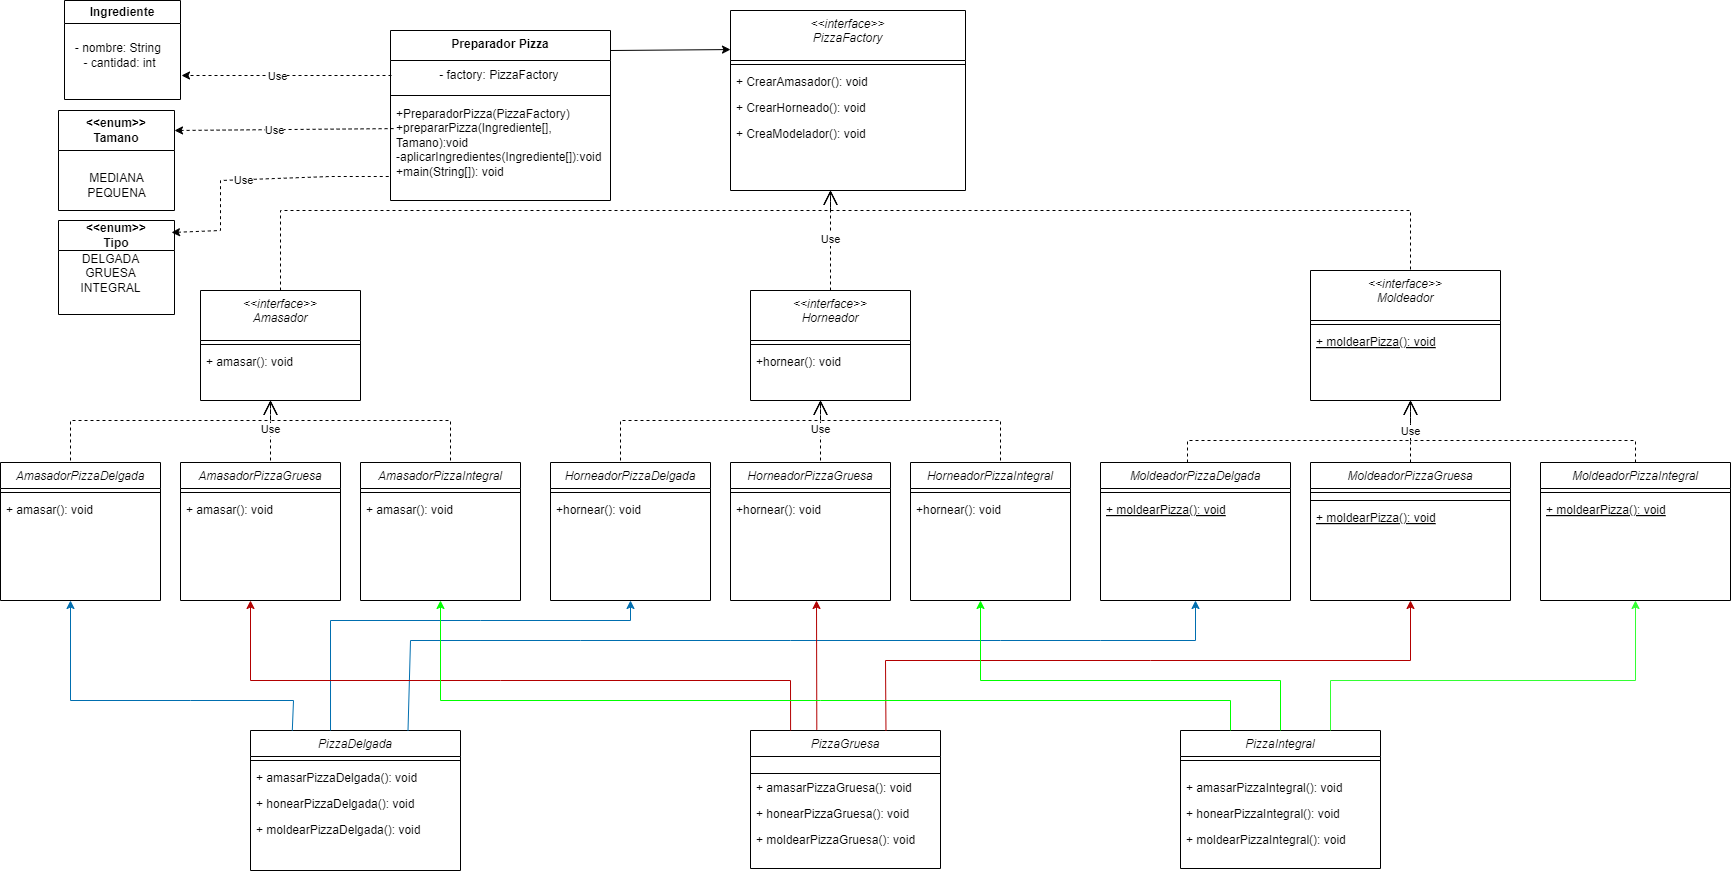 Ingrediente
- nombre: String
- cantidad: int
<<enum>>
Tamano
MEDIANA
PEQUENA
<<enum>>
Tipo
DELGADA
GRUESA
INTEGRAL
Use
Use
Use
Preparador Pizza
- factory: PizzaFactory
+PreparadorPizza(PizzaFactory)
+prepararPizza(Ingrediente[],
Tamano):void
-aplicarIngredientes(Ingrediente[]):void
+main(String[]): void
<<interface>>
PizzaFactory
+ CrearAmasador(): void
+ CrearHorneado(): void
+ CreaModelador(): void
Use
<<interface>>
Amasador
+ amasar(): void
<<interface>>
Horneador
+hornear(): void
<<interface>>
Moldeador
+ moldearPizza(): void
Use
Use
Use
AmasadorPizzaDelgada
+ amasar(): void
AmasadorPizzaGruesa
+ amasar(): void
AmasadorPizzaIntegral
+ amasar(): void
HorneadorPizzaDelgada
+hornear(): void
HorneadorPizzaGruesa
+hornear(): void
HorneadorPizzaIntegral
+hornear(): void
MoldeadorPizzaDelgada
+ moldearPizza(): void
MoldeadorPizzaGruesa
+ moldearPizza(): void
MoldeadorPizzaIntegral
+ moldearPizza(): void
PizzaDelgada
+ amasarPizzaDelgada(): void
+ honearPizzaDelgada(): void
+ moldearPizzaDelgada(): void
PizzaGruesa
+ amasarPizzaGruesa(): void
+ honearPizzaGruesa(): void
+ moldearPizzaGruesa(): void
PizzaIntegral
+ amasarPizzaIntegral(): void
+ honearPizzaIntegral(): void
+ moldearPizzaIntegral(): void